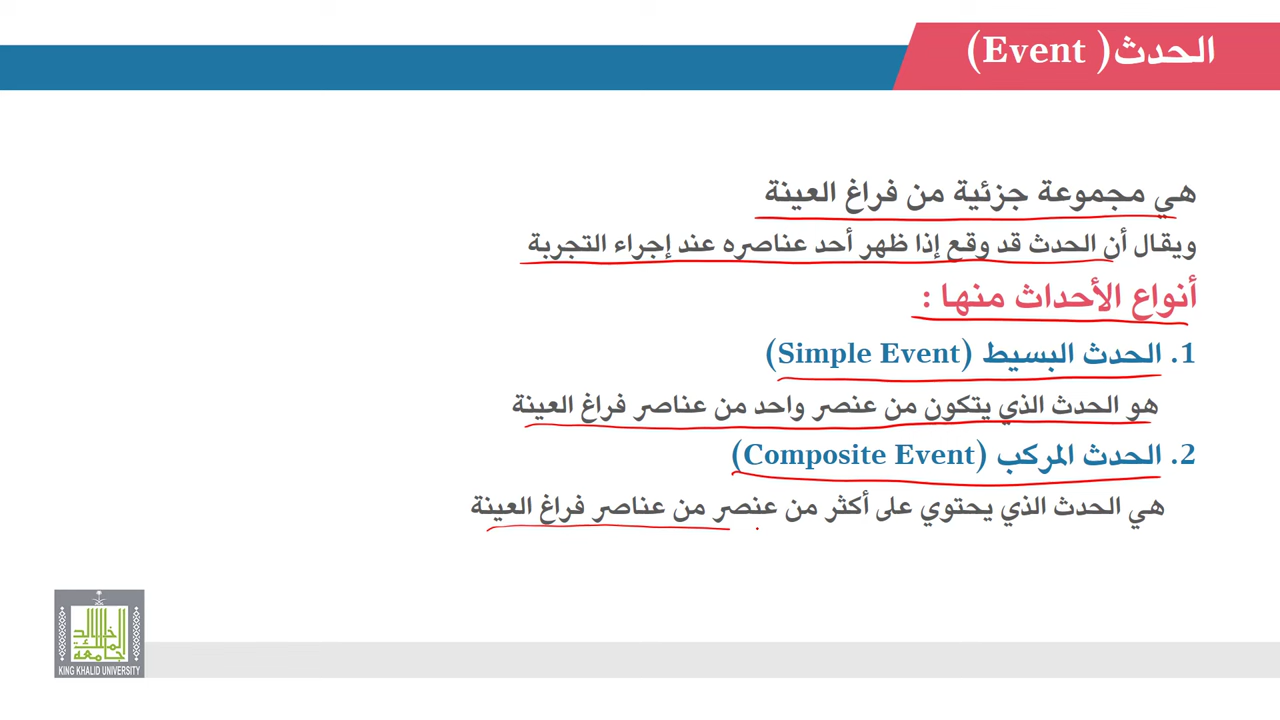 الحدث( Event)
هي مجموعة جزئية من فراغ العينة
ويقال أن الحدث قد وقع إذا ظهر أحد عناصره عند إجراء التجربة
أنواع الأحداث منها :
1. الحدث البسيط (Simple Event)
هو الحدث الذي يتكون من عنصر واحد من عناصر فراغ العينة
2. الحدث المركب (Composite Event)
هي الحدث الذي يحتوي على أكثر من عنصر من عناصر فراغ العينة
جامعة الملك خالد
KING KHALID UNIVERSITY